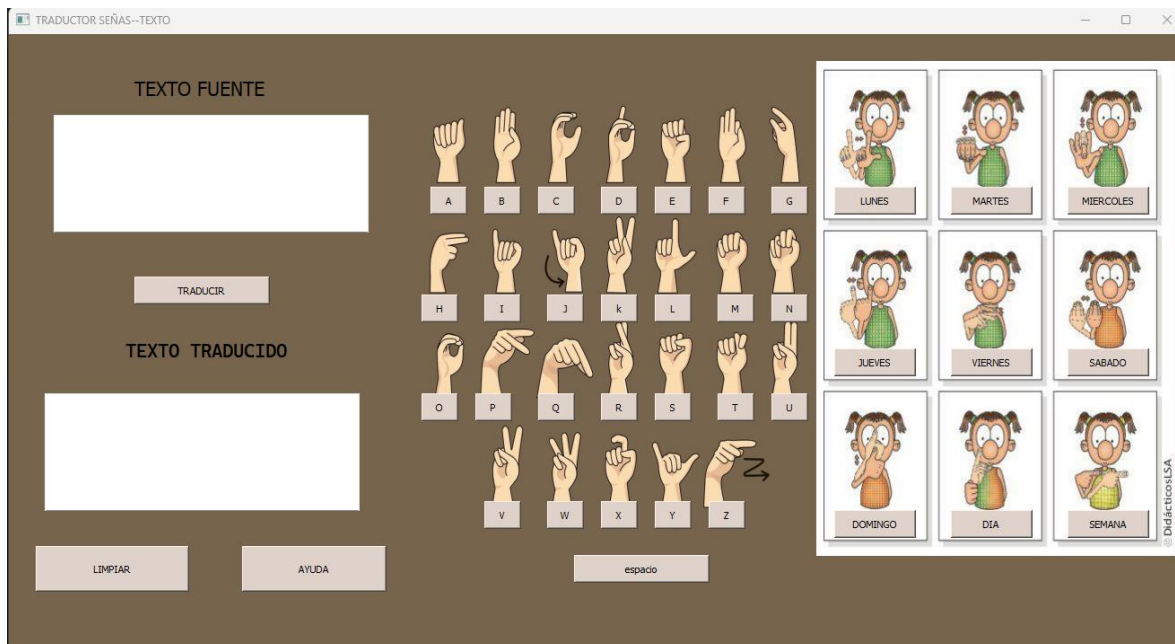 TRADUCTOR SEÑAS--TEXTO
TEXTO FUENTE
TRADUCIR
TEXTO TRADUCIDO
LIMPIAR
AYUDA
A B C D E F G
H I J k L M N
O P Q R S T U
V W X Y Z
espacio
LUNES MARTES MIERCOLES
JUEVES VIERNES SABADO
DOMINGO DIA SEMANA
©DidácticosLSA